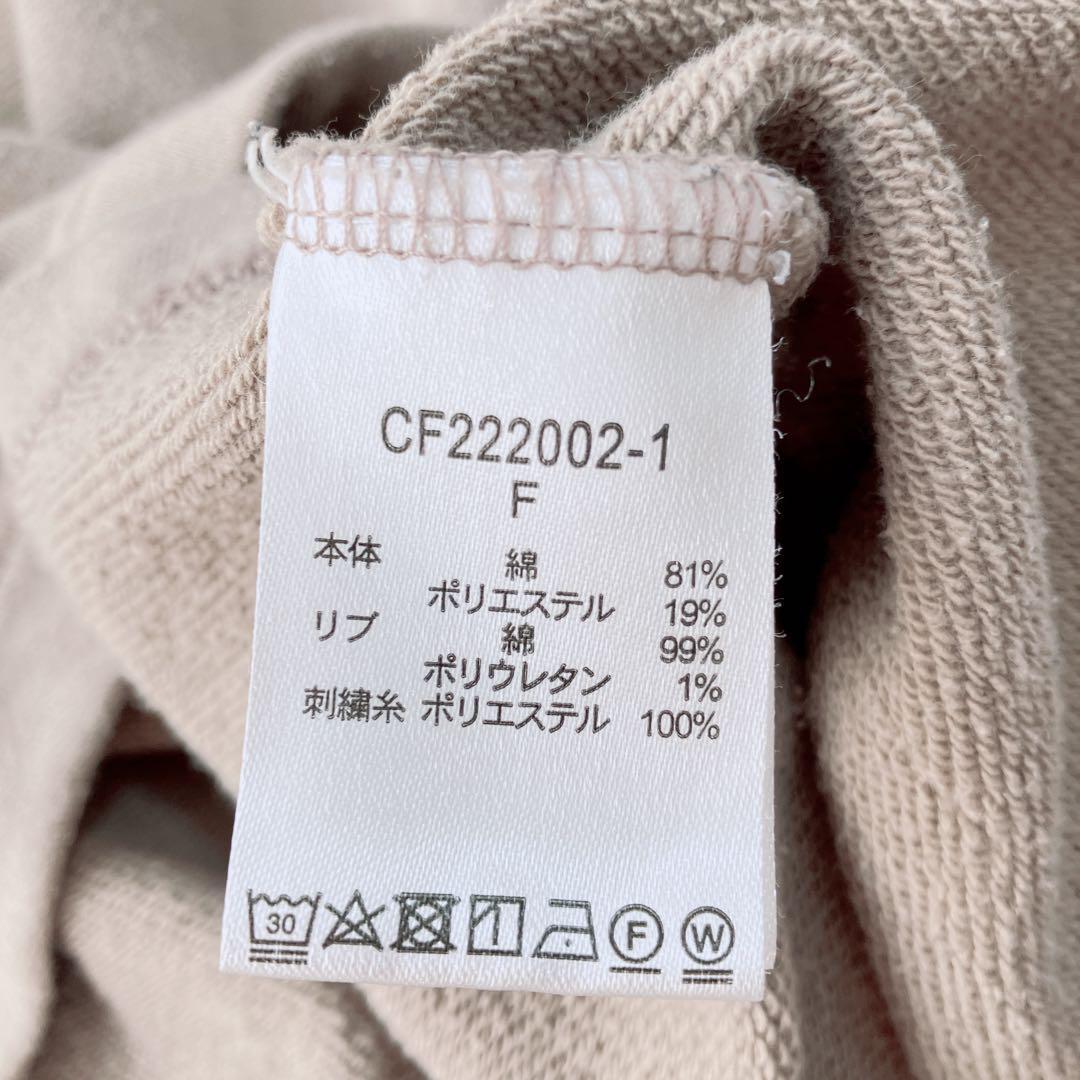 CF222002-1
F
本体 綿 81%
ポリエステル 19%
リブ 綿 99%
ポリウレタン 1%
刺繍糸 ポリエステル 100%
30 F W